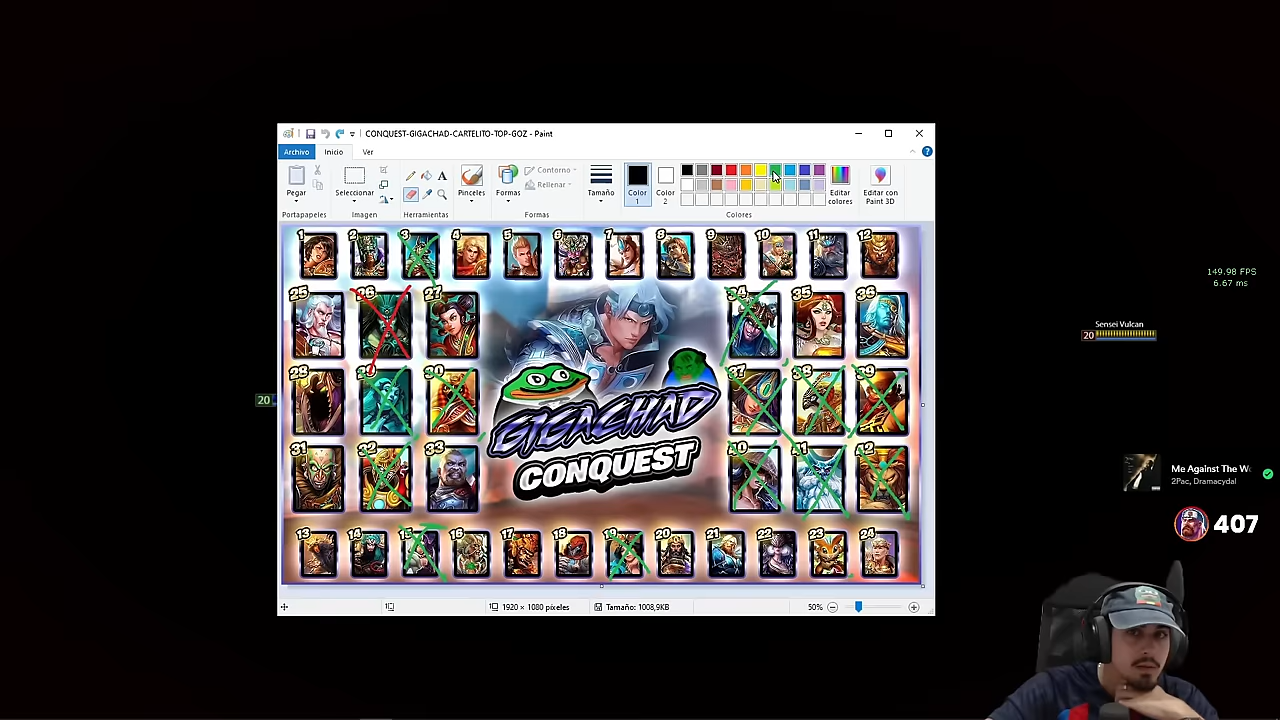 CONQUEST-GIGACHAD-CARTELITO-TOP-GOZ - Paint
Archivo
Inicio
Ver
Pegar
Seleccionar
Pinceles
Formas
Contorno
Rellenar
Tamaño
Color 1
Color 2
Editar colores
Editar con Paint 3D
Portapapeles
Imagen
Herramientas
Formas
Colores
1 2 3 4 5 6 7 8 9 10 11 12
25 26 27 34 35 36
28 29 30 37 38 39
31 32 33 40 41 42
GIGACHAD
CONQUEST
13 14 15 16 17 18 19 20 21 22 23 24
1920 × 1080 píxeles
Tamaño: 1008,9KB
50%
20
149.98 FPS
6.67 ms
Sensei Vulcan
20
Me Against The W
2Pac, Dramacydal
407